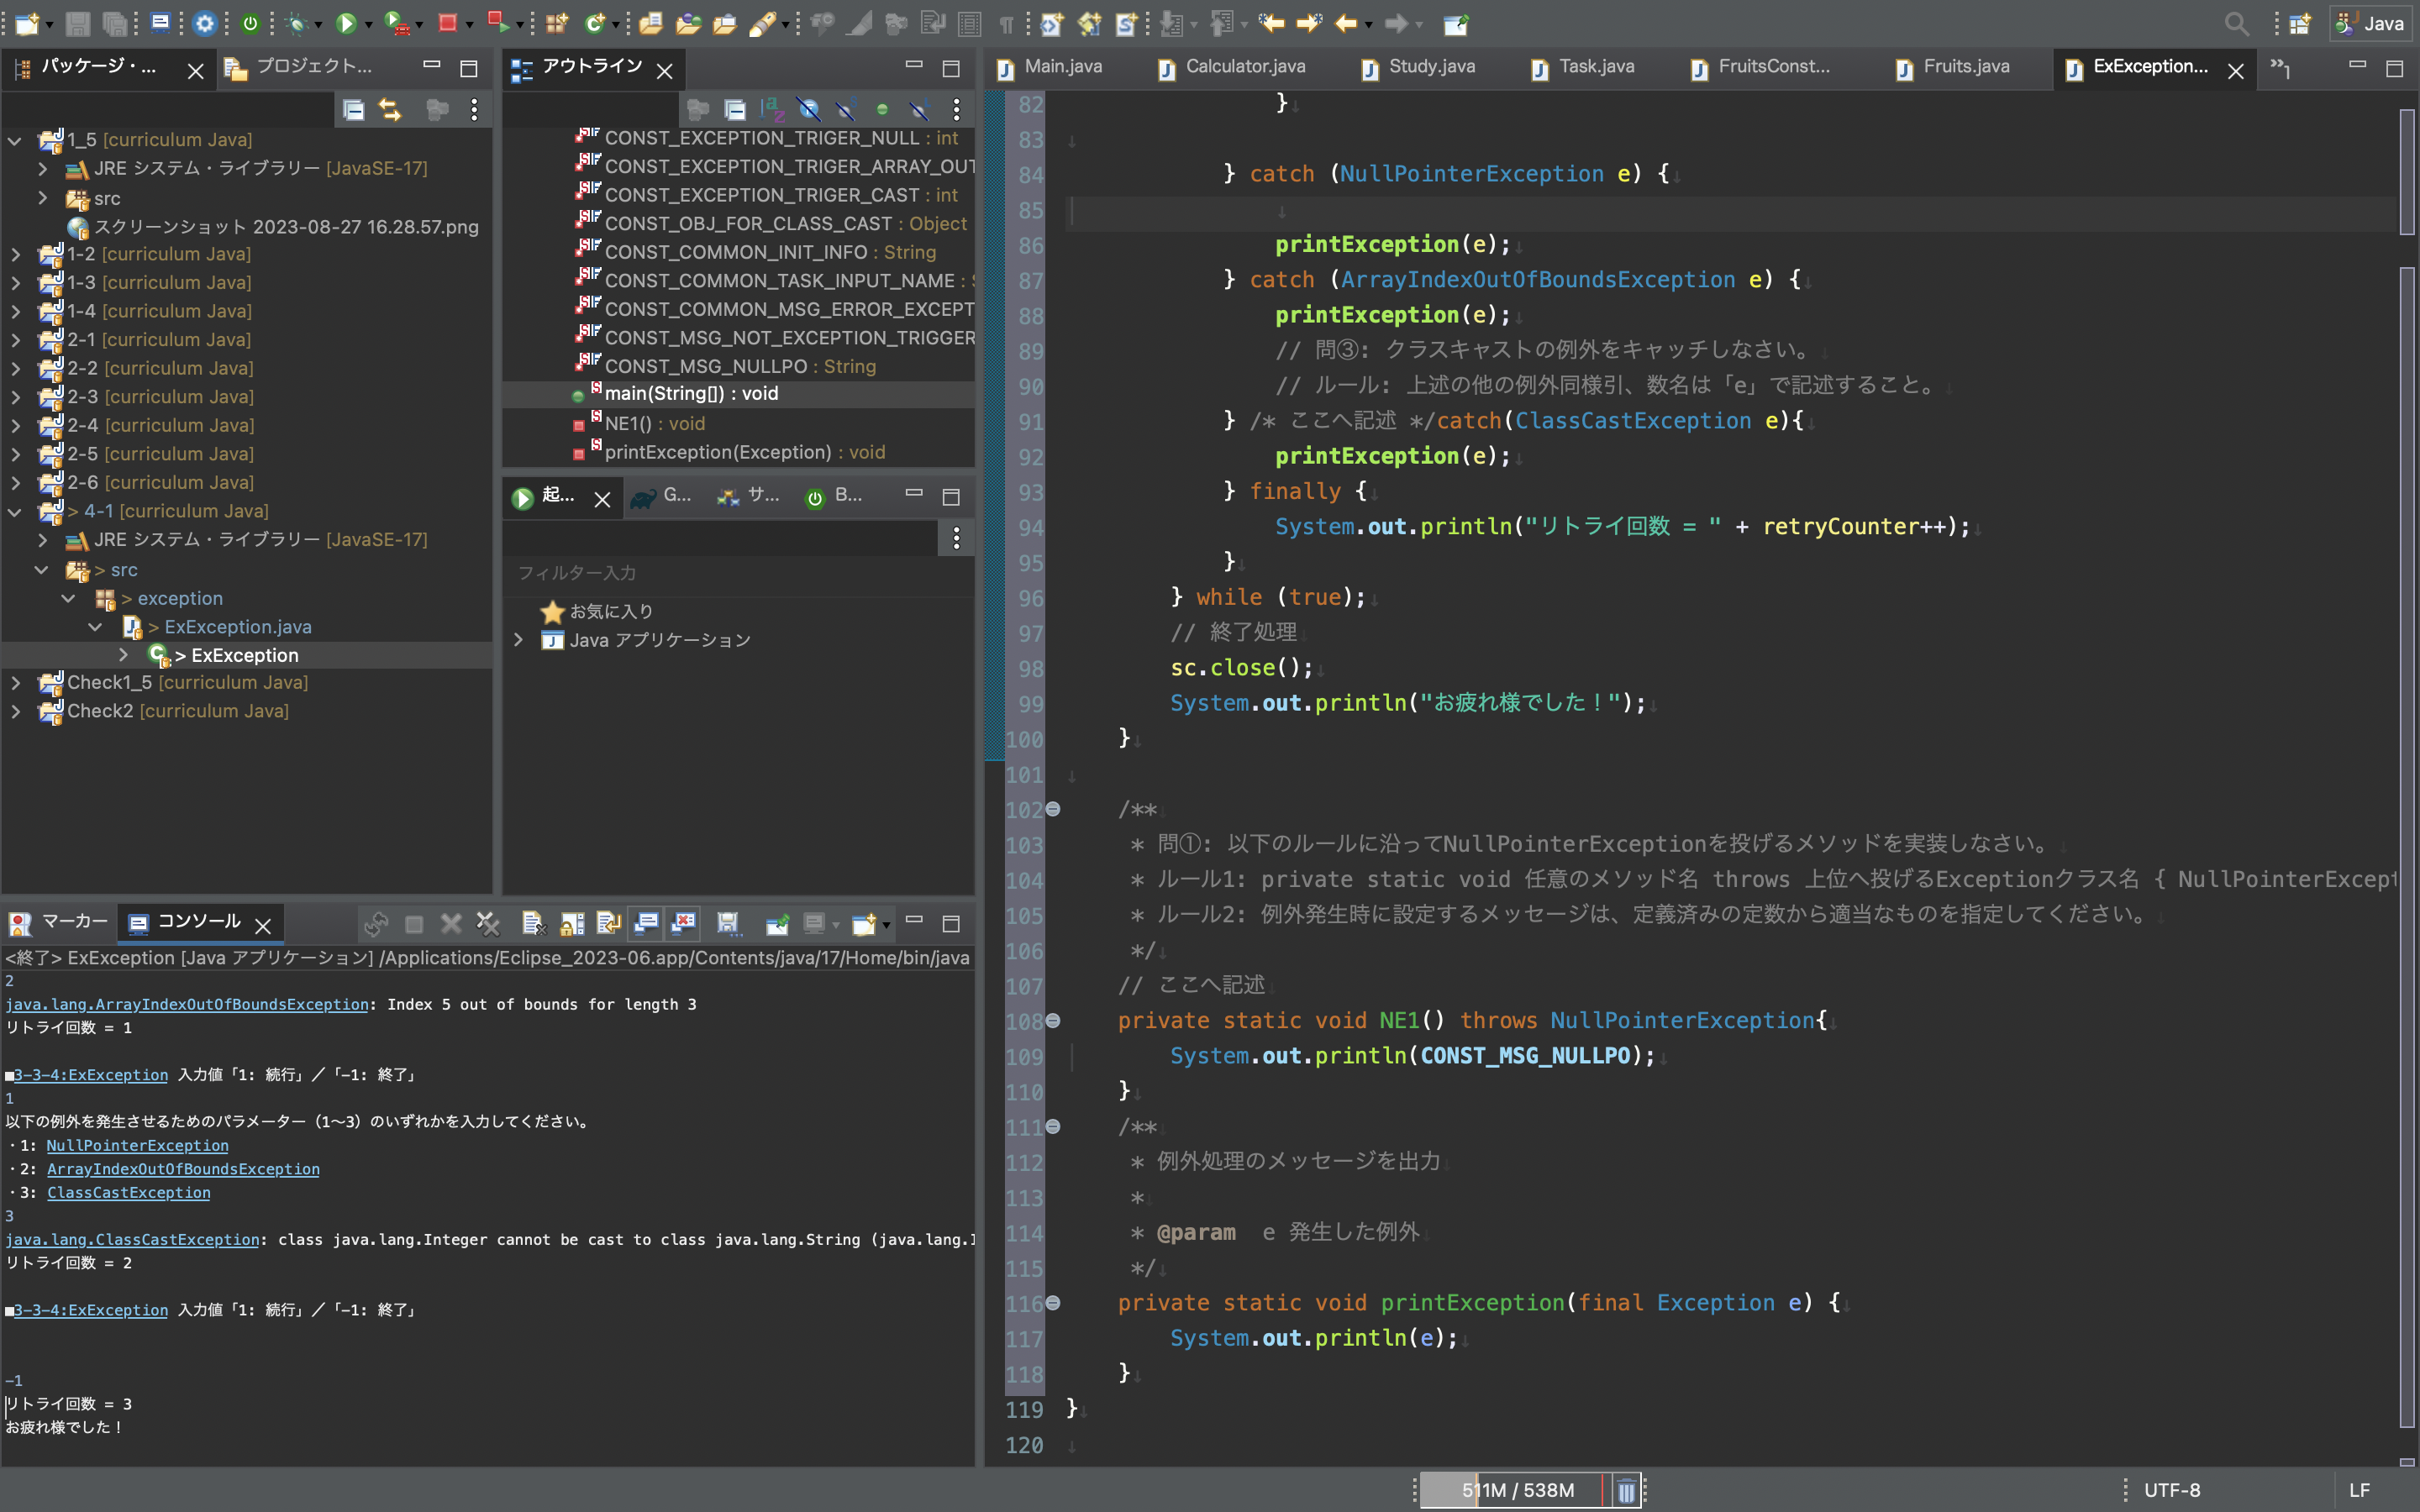 Java
パッケージ・...
プロジェクト...
1_5 [curriculum Java]
JRE システム・ライブラリー [JavaSE-17]
src
スクリーンショット 2023-08-27 16.28.57.png
1-2 [curriculum Java]
1-3 [curriculum Java]
1-4 [curriculum Java]
2-1 [curriculum Java]
2-2 [curriculum Java]
2-3 [curriculum Java]
2-4 [curriculum Java]
2-5 [curriculum Java]
2-6 [curriculum Java]
> 4-1 [curriculum Java]
JRE システム・ライブラリー [JavaSE-17]
> src
> exception
> ExException.java
> ExException
Check1_5 [curriculum Java]
Check2 [curriculum Java]
アウトライン
CONST_EXCEPTION_TRIGER_NULL : int
CONST_EXCEPTION_TRIGER_ARRAY_OUT
CONST_EXCEPTION_TRIGER_CAST : int
CONST_OBJ_FOR_CLASS_CAST : Object
CONST_COMMON_INIT_INFO : String
CONST_COMMON_TASK_INPUT_NAME :
CONST_COMMON_MSG_ERROR_EXCEPT
CONST_MSG_NOT_EXCEPTION_TRIGGER
CONST_MSG_NULLPO : String
main(String[]) : void
NE1() : void
printException(Exception) : void
起...
G...
サ...
B...
フィルター入力
お気に入り
Java アプリケーション
マーカー
コンソール
<終了> ExException [Java アプリケーション] /Applications/Eclipse_2023-06.app/Contents/java/17/Home/bin/java
2
java.lang.ArrayIndexOutOfBoundsException: Index 5 out of bounds for length 3
リトライ回数 = 1
■3-3-4:ExException 入力値「1: 続行」／「-1: 終了」
1
以下の例外を発生させるためのパラメーター（1〜3）のいずれかを入力してください。
・1: NullPointerException
・2: ArrayIndexOutOfBoundsException
・3: ClassCastException
3
java.lang.ClassCastException: class java.lang.Integer cannot be cast to class java.lang.String (java.lang.I
リトライ回数 = 2
■3-3-4:ExException 入力値「1: 続行」／「-1: 終了」
-1
リトライ回数 = 3
お疲れ様でした！
Main.java
Calculator.java
Study.java
Task.java
FruitsConst...
Fruits.java
ExException...
»1
82 }
83
84 } catch (NullPointerException e) {
85
86 printException(e);
87 } catch (ArrayIndexOutOfBoundsException e) {
88 printException(e);
89 // 問③: クラスキャストの例外をキャッチしなさい。
90 // ルール: 上述の他の例外同様引、数名は「e」で記述すること。
91 } /* ここへ記述 */catch(ClassCastException e){
92 printException(e);
93 } finally {
94 System.out.println("リトライ回数 = " + retryCounter++);
95 }
96 } while (true);
97 // 終了処理
98 sc.close();
99 System.out.println("お疲れ様でした！");
100 }
101
102 /**
103 * 問①: 以下のルールに沿ってNullPointerExceptionを投げるメソッドを実装しなさい。
104 * ルール1: private static void 任意のメソッド名 throws 上位へ投げるExceptionクラス名 { NullPointerExcept
105 * ルール2: 例外発生時に設定するメッセージは、定義済みの定数から適当なものを指定してください。
106 */
107 // ここへ記述
108 private static void NE1() throws NullPointerException{
109 System.out.println(CONST_MSG_NULLPO);
110 }
111 /**
112 * 例外処理のメッセージを出力
113 *
114 * @param e 発生した例外
115 */
116 private static void printException(final Exception e) {
117 System.out.println(e);
118 }
119 }
120
511M / 538M
UTF-8
LF